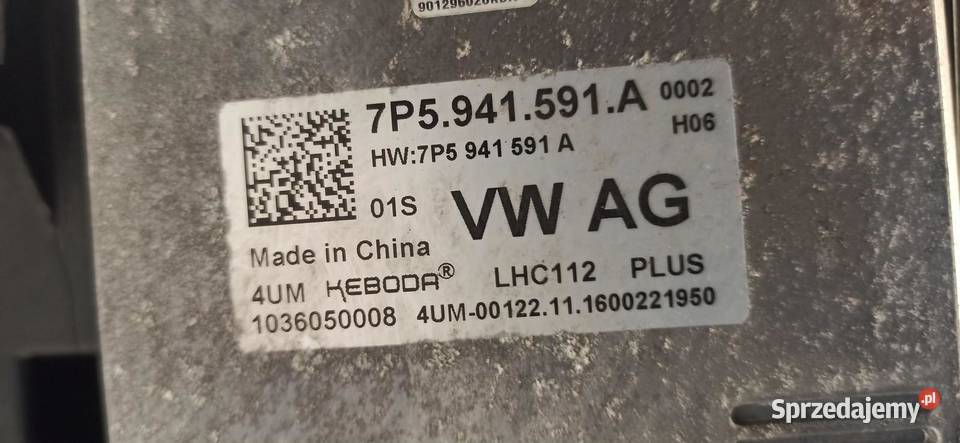 7P5.941.591.A 0002
HW:7P5 941 591 A H06
01S VW AG
Made in China
4UM KEBODA® LHC112 PLUS
1036050008 4UM-00122.11.1600221950
Sprzedajemy.pl